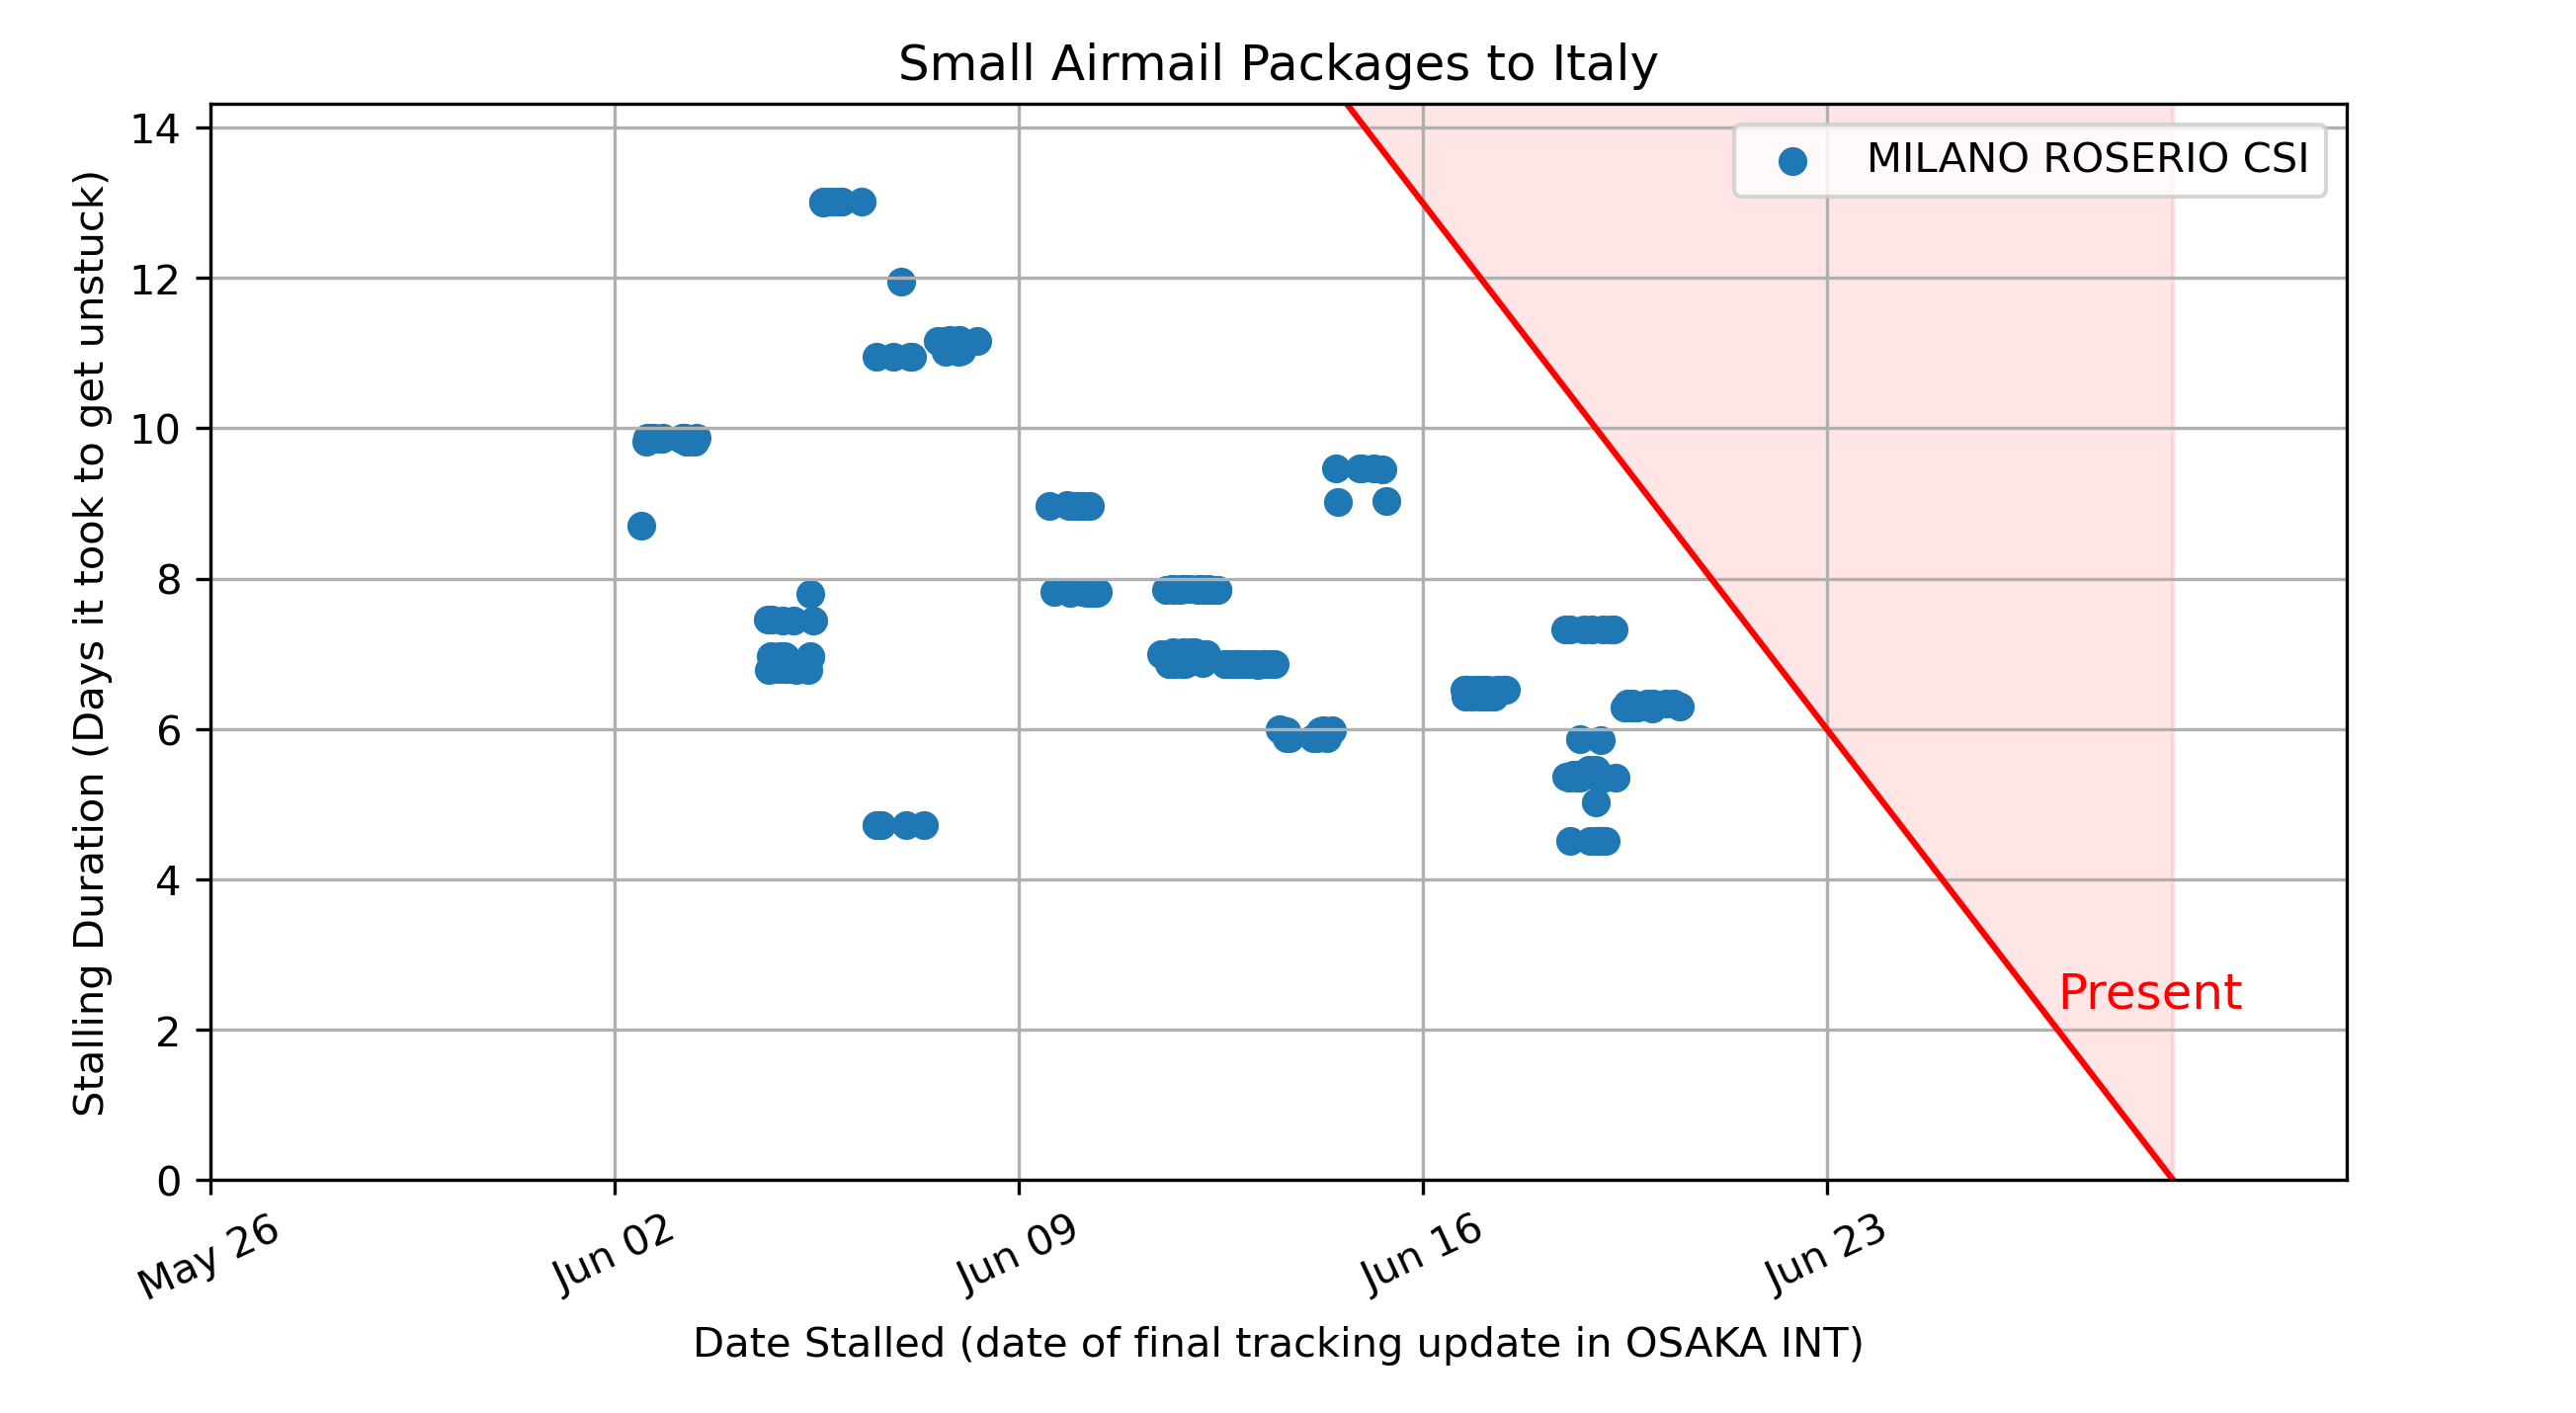 Small Airmail Packages to Italy
MILANO ROSERIO CSI
Stalling Duration (Days it took to get unstuck)
14
12
10
8
6
4
2
0
Present
May 26
Jun 02
Jun 09
Jun 16
Jun 23
Date Stalled (date of final tracking update in OSAKA INT)